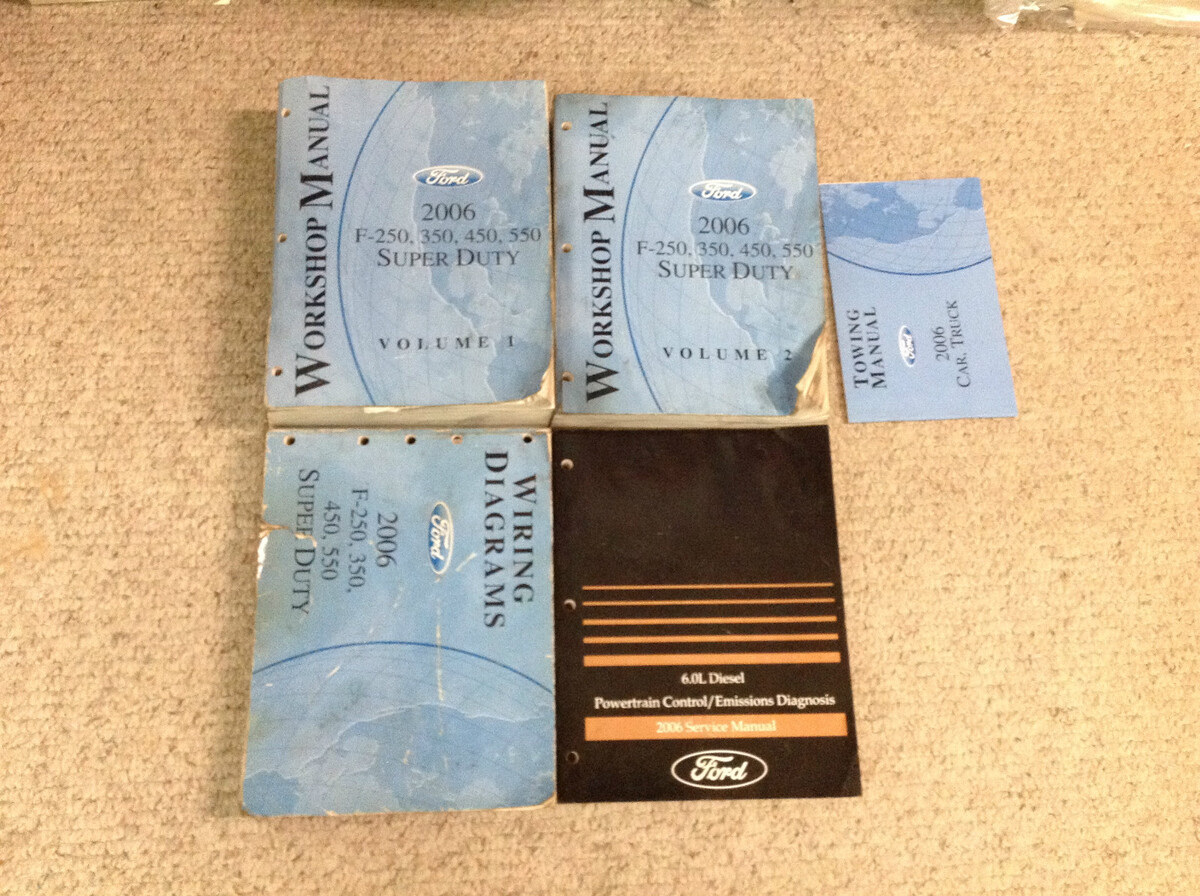 WORKSHOP MANUAL
Ford
2006
F-250, 350, 450, 550
SUPER DUTY
VOLUME 1
WORKSHOP MANUAL
Ford
2006
F-250, 350, 450, 550
SUPER DUTY
VOLUME 2
TOWING
MANUAL
Ford
2006
CAR, TRUCK
WIRING
DIAGRAMS
Ford
2006
F-250, 350,
450, 550
SUPER DUTY
6.0L Diesel
Powertrain Control/Emissions Diagnosis
2006 Service Manual
Ford